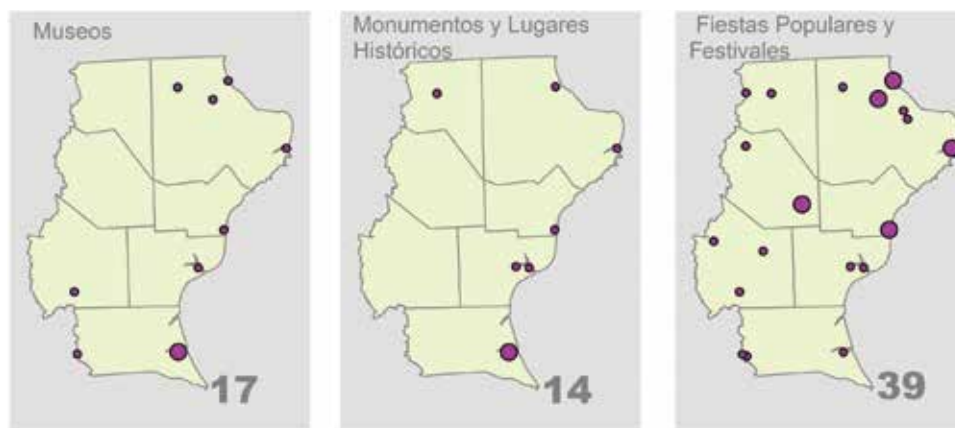 Museos
17
Monumentos y Lugares
Históricos
14
Fiestas Populares y
Festivales
39